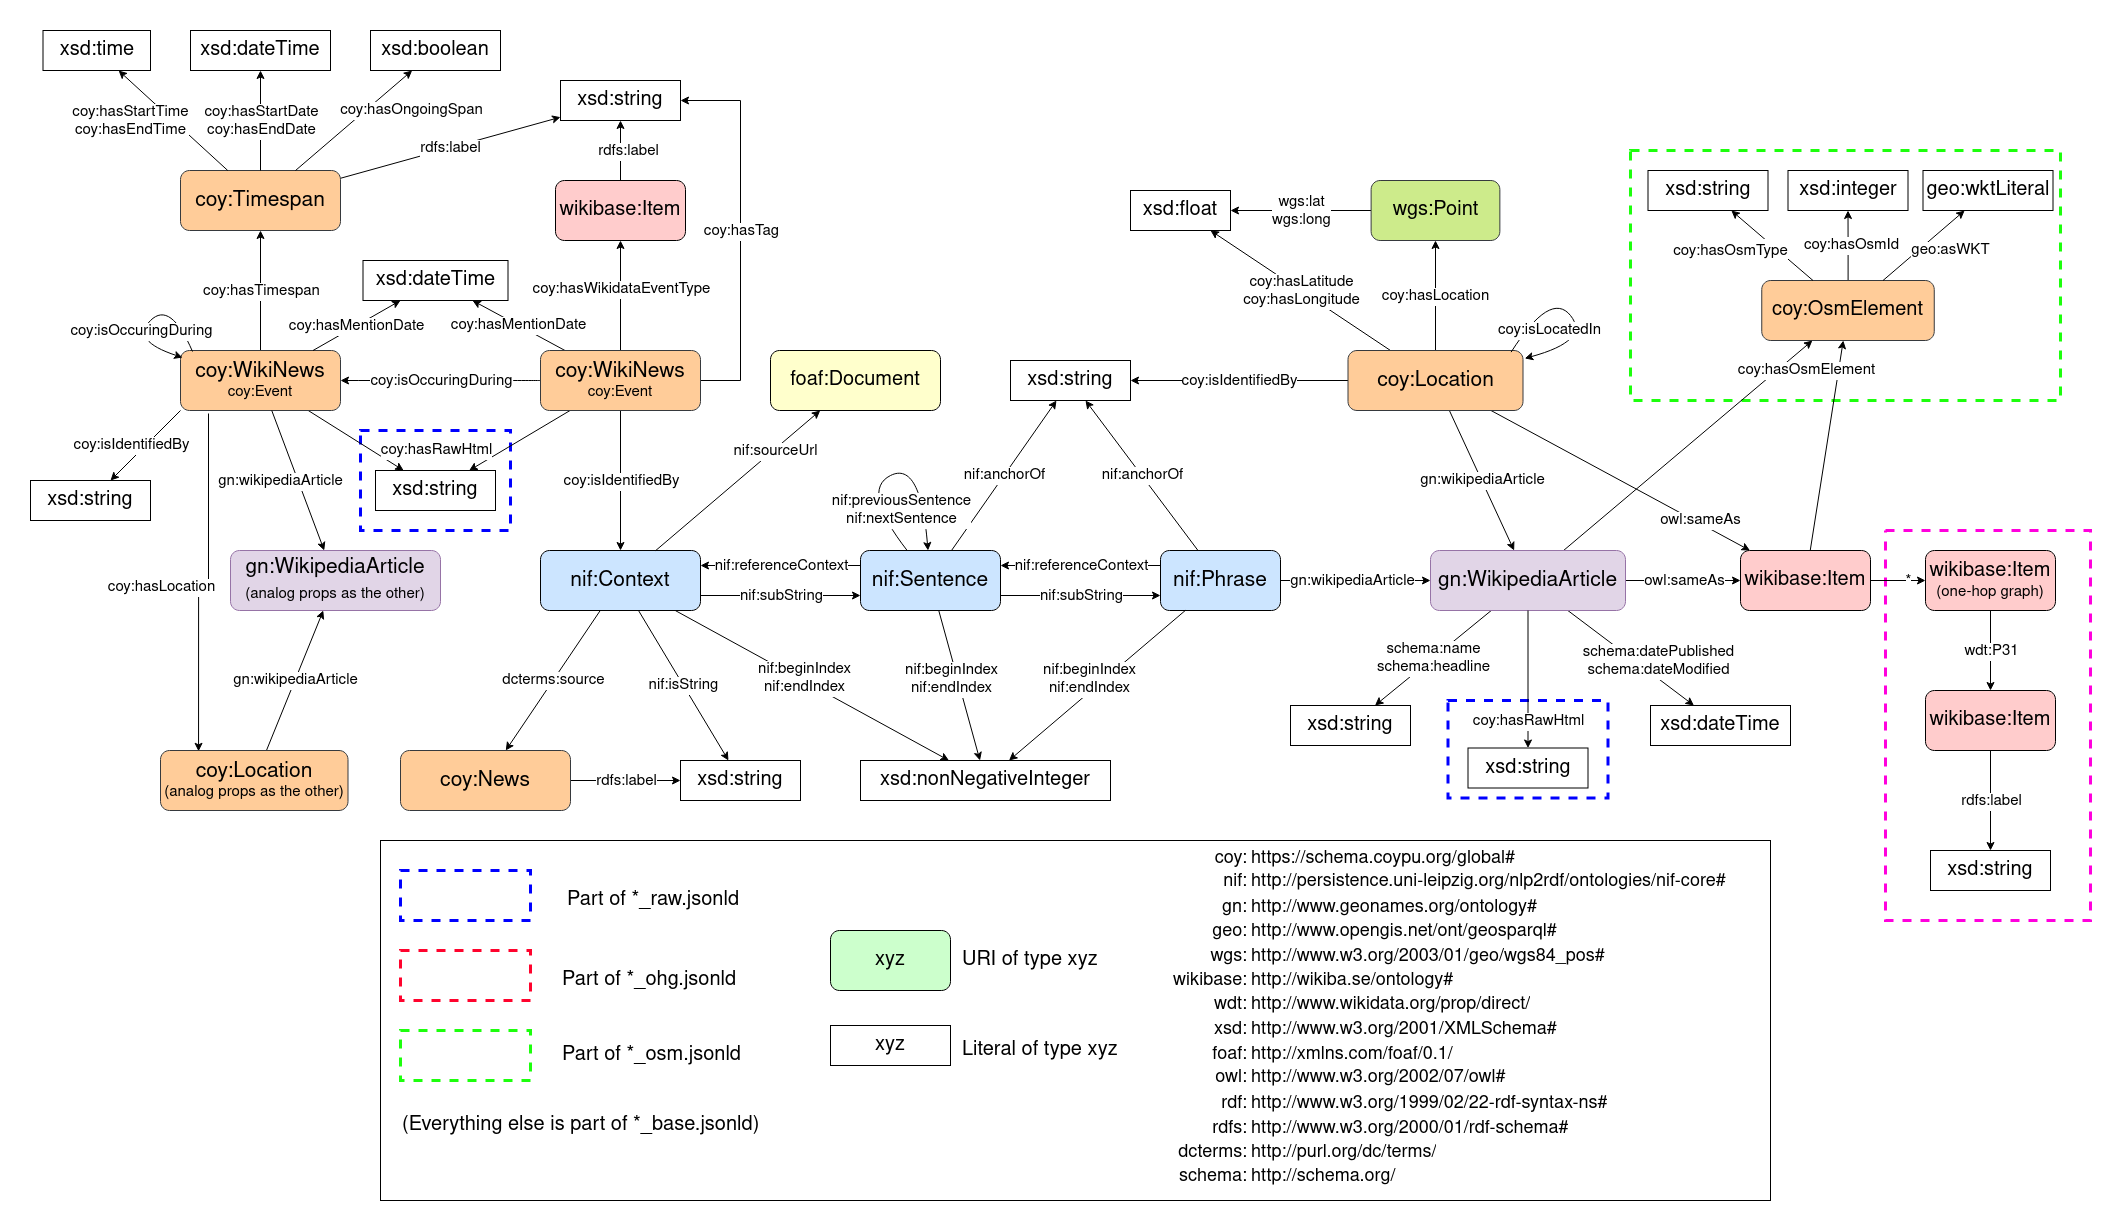 xsd:time
xsd:dateTime
xsd:boolean
coy:hasStartTime
coy:hasEndTime
coy:hasStartDate
coy:hasEndDate
coy:hasOngoingSpan
xsd:string
rdfs:label
rdfs:label
coy:Timespan
wikibase:Item
coy:hasTag
coy:hasTimespan
xsd:dateTime
coy:hasWikidataEventType
coy:isOccuringDuring
coy:hasMentionDate
coy:hasMentionDate
coy:WikiNews
coy:Event
coy:isOccuringDuring
coy:WikiNews
coy:Event
foaf:Document
coy:isIdentifiedBy
xsd:string
gn:wikipediaArticle
coy:hasRawHtml
xsd:string
coy:isIdentifiedBy
nif:sourceUrl
coy:hasLocation
gn:WikipediaArticle
(analog props as the other)
gn:wikipediaArticle
coy:Location
(analog props as the other)
xsd:float
wgs:lat
wgs:long
wgs:Point
coy:hasLatitude
coy:hasLongitude
coy:hasLocation
coy:isLocatedIn
xsd:string
coy:isIdentifiedBy
coy:Location
xsd:string
xsd:integer
geo:wktLiteral
coy:hasOsmType
coy:hasOsmId
geo:asWKT
coy:OsmElement
coy:hasOsmElement
nif:previousSentence
nif:nextSentence
nif:anchorOf
nif:anchorOf
gn:wikipediaArticle
owl:sameAs
nif:Context
nif:referenceContext
nif:subString
nif:Sentence
nif:referenceContext
nif:subString
nif:Phrase
gn:wikipediaArticle
gn:WikipediaArticle
owl:sameAs
wikibase:Item
*
wikibase:Item
(one-hop graph)
wdt:P31
wikibase:Item
rdfs:label
xsd:string
dcterms:source
nif:isString
nif:beginIndex
nif:endIndex
nif:beginIndex
nif:endIndex
nif:beginIndex
nif:endIndex
schema:name
schema:headline
schema:datePublished
schema:dateModified
xsd:string
coy:hasRawHtml
xsd:string
xsd:dateTime
coy:News
rdfs:label
xsd:string
xsd:nonNegativeInteger
Part of *_raw.jsonld
Part of *_ohg.jsonld
Part of *_osm.jsonld
(Everything else is part of *_base.jsonld)
xyz
URI of type xyz
xyz
Literal of type xyz
coy: https://schema.coypu.org/global#
nif: http://persistence.uni-leipzig.org/nlp2rdf/ontologies/nif-core#
gn: http://www.geonames.org/ontology#
geo: http://www.opengis.net/ont/geosparql#
wgs: http://www.w3.org/2003/01/geo/wgs84_pos#
wikibase: http://wikiba.se/ontology#
wdt: http://www.wikidata.org/prop/direct/
xsd: http://www.w3.org/2001/XMLSchema#
foaf: http://xmlns.com/foaf/0.1/
owl: http://www.w3.org/2002/07/owl#
rdf: http://www.w3.org/1999/02/22-rdf-syntax-ns#
rdfs: http://www.w3.org/2000/01/rdf-schema#
dcterms: http://purl.org/dc/terms/
schema: http://schema.org/